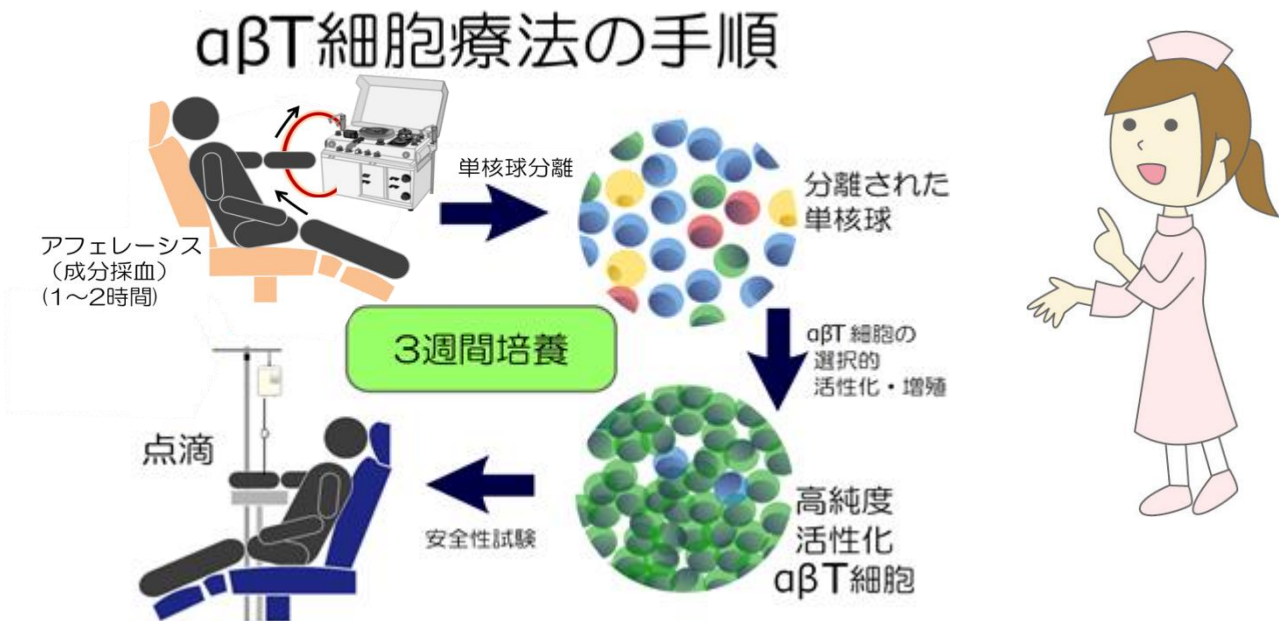 αβT細胞療法の手順
アフェレーシス
（成分採血）
(1〜2時間)
単核球分離
分離された
単核球
3週間培養
αβT細胞の
選択的
活性化・増殖
高純度
活性化
αβT細胞
安全性試験
点滴